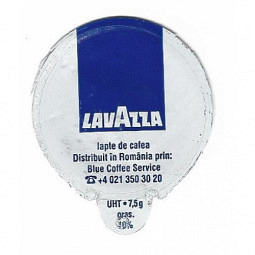 LAVAZZA
lapte de cafea
Distribuit în România prin:
Blue Coffee Service
☎+4 021 350 30 20
UHT • 7,5g
gras.
10%